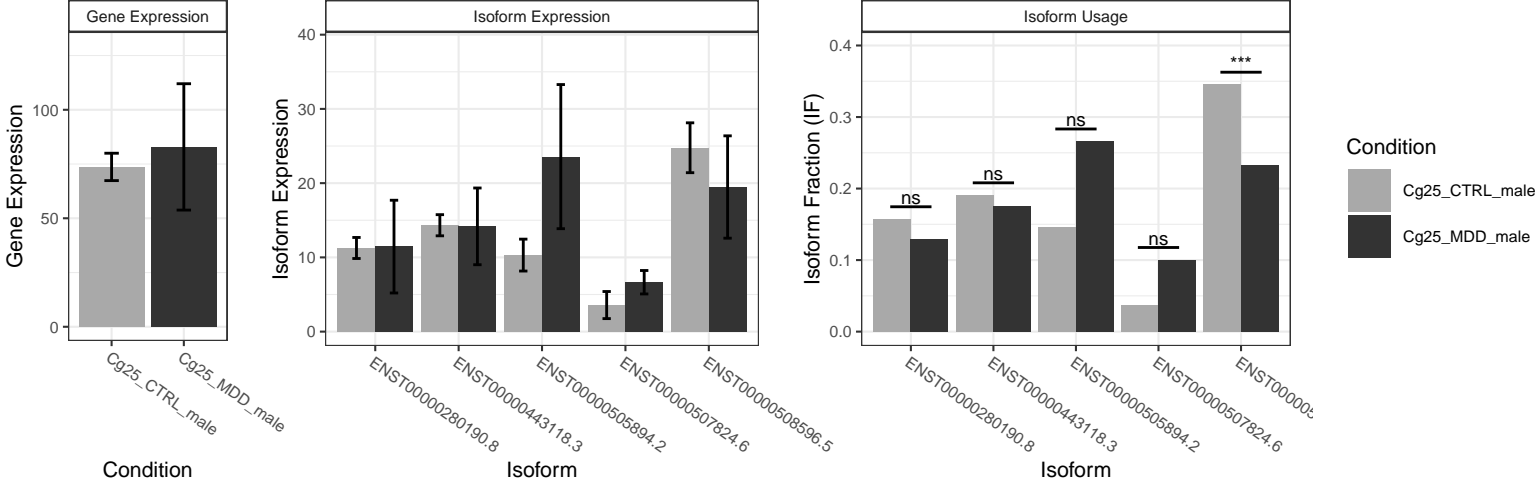 Gene Expression
Isoform Expression
Isoform Usage
Gene Expression
100
50
0
Cg25_CTRL_male
Cg25_MDD_male
Condition
Isoform Expression
40
30
20
10
0
ENST00000280190.8
ENST00000443118.3
ENST00000505894.2
ENST00000507824.6
ENST00000508596.5
Isoform
Isoform Fraction (IF)
0.4
0.3
0.2
0.1
0.0
ns
ns
ns
ns
***
ENST00000280190.8
ENST00000443118.3
ENST00000505894.2
ENST00000507824.6
ENST00000
Isoform
Condition
Cg25_CTRL_male
Cg25_MDD_male